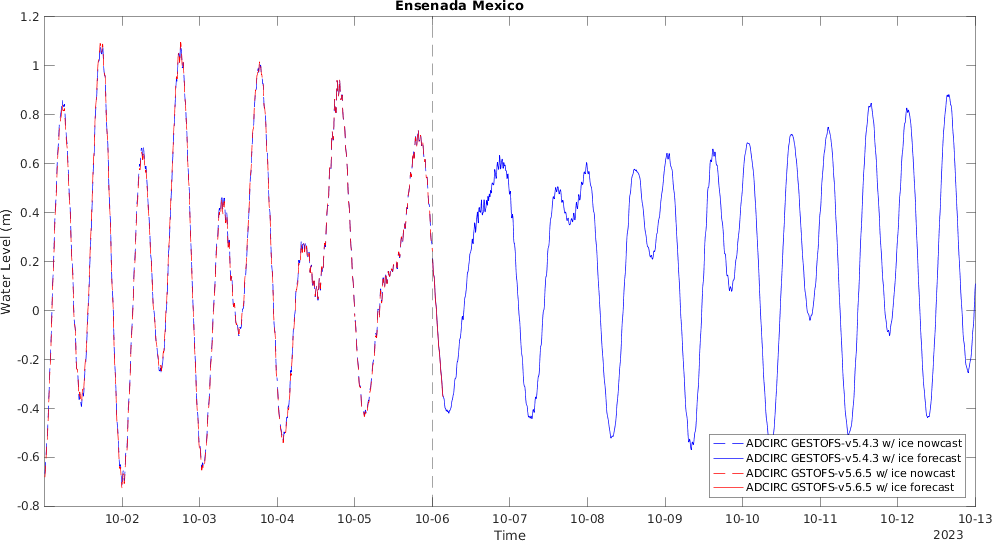 Ensenada Mexico
1.2
1
0.8
0.6
0.4
0.2
0
-0.2
-0.4
-0.6
-0.8
Water Level (m)
ADCIRC GESTOFS-v5.4.3 w/ ice nowcast
ADCIRC GESTOFS-v5.4.3 w/ ice forecast
ADCIRC GSTOFS-v5.6.5 w/ ice nowcast
ADCIRC GSTOFS-v5.6.5 w/ ice forecast
10-02 10-03 10-04 10-05 10-06 10-07 10-08 10-09 10-10 10-11 10-12 10-13
Time
2023